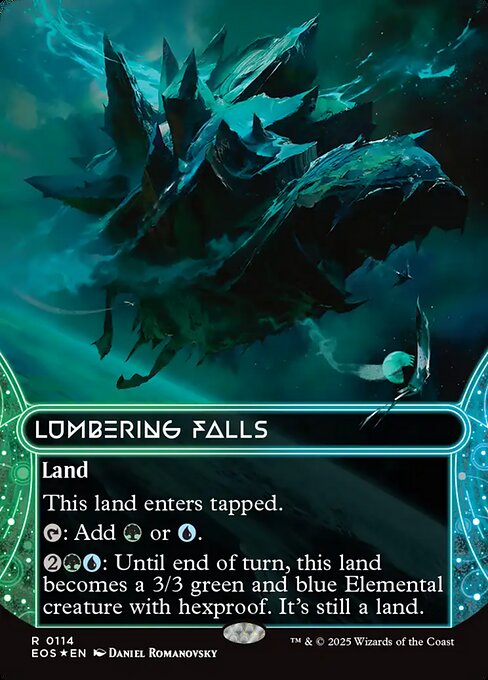 LUMBERING FALLS
Land
This land enters tapped.
: Add or .
2: Until end of turn, this land
becomes a 3/3 green and blue Elemental
creature with hexproof. It's still a land.
R 0114
EOS★EN DANIEL ROMANOVSKY
™ & © 2025 Wizards of the Coast